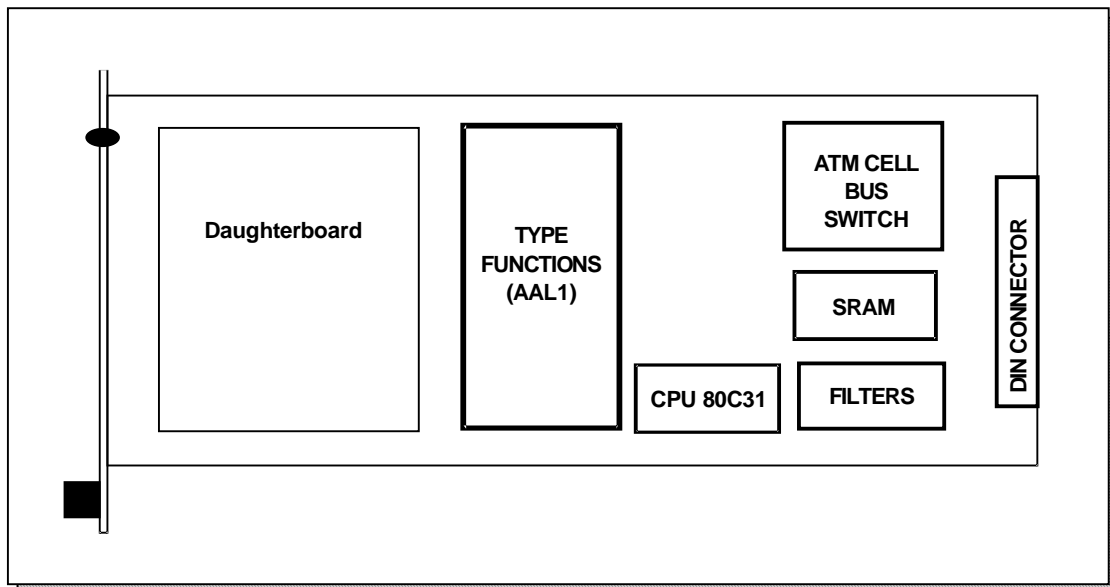 Daughterboard
TYPE
FUNCTIONS
(AAL1)
ATM CELL
BUS
SWITCH
SRAM
CPU 80C31
FILTERS
DIN CONNECTOR